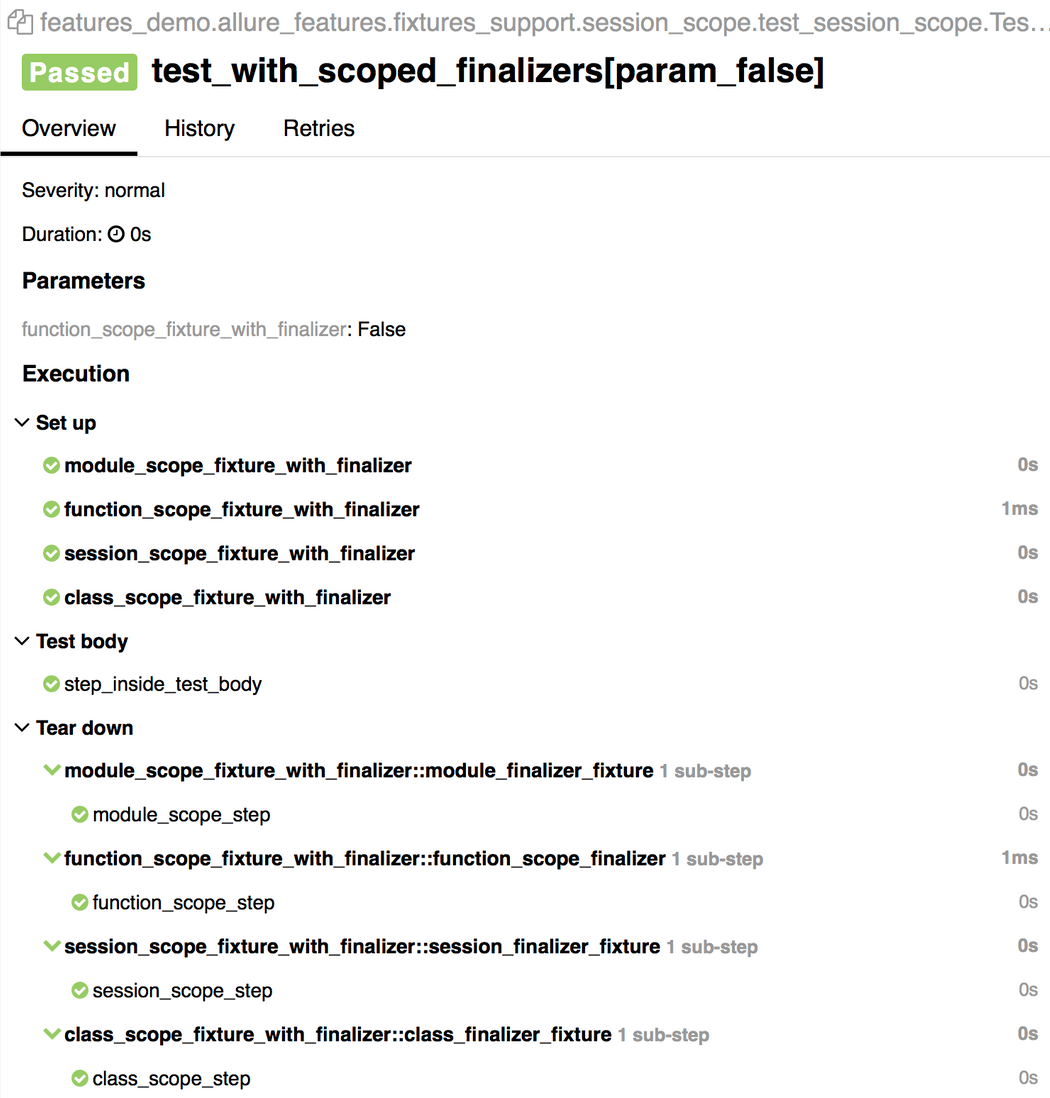 features_demo.allure_features.fixtures_support.session_scope.test_session_scope.Tes...
Passed test_with_scoped_finalizers[param_false]
Overview History Retries
Severity: normal
Duration: 0s
Parameters
function_scope_fixture_with_finalizer: False
Execution
Set up
module_scope_fixture_with_finalizer 0s
function_scope_fixture_with_finalizer 1ms
session_scope_fixture_with_finalizer 0s
class_scope_fixture_with_finalizer 0s
Test body
step_inside_test_body 0s
Tear down
module_scope_fixture_with_finalizer::module_finalizer_fixture 1 sub-step 0s
module_scope_step 0s
function_scope_fixture_with_finalizer::function_scope_finalizer 1 sub-step 1ms
function_scope_step 0s
session_scope_fixture_with_finalizer::session_finalizer_fixture 1 sub-step 0s
session_scope_step 0s
class_scope_fixture_with_finalizer::class_finalizer_fixture 1 sub-step 0s
class_scope_step 0s